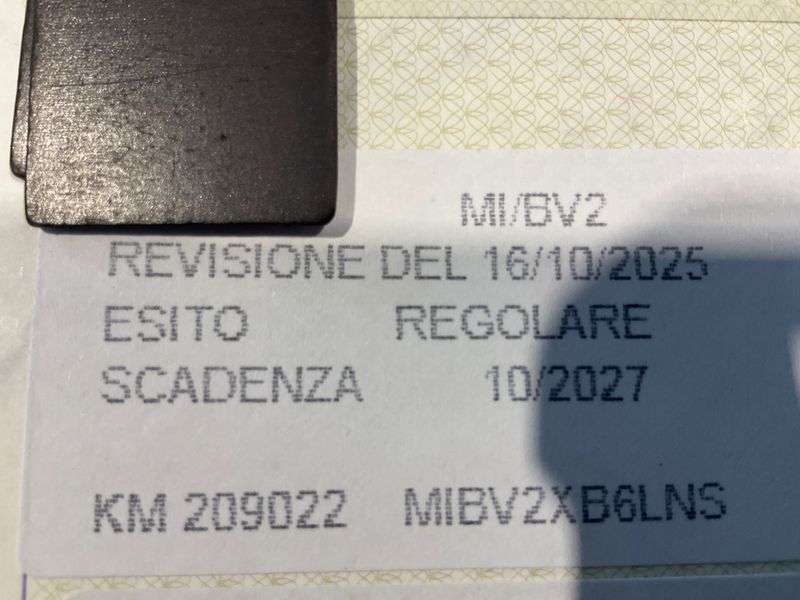 MI/BV2
REVISIONE DEL 16/10/2025
ESITO REGOLARE
SCADENZA 10/2027
KM 209022 MIBV2XB6LNS